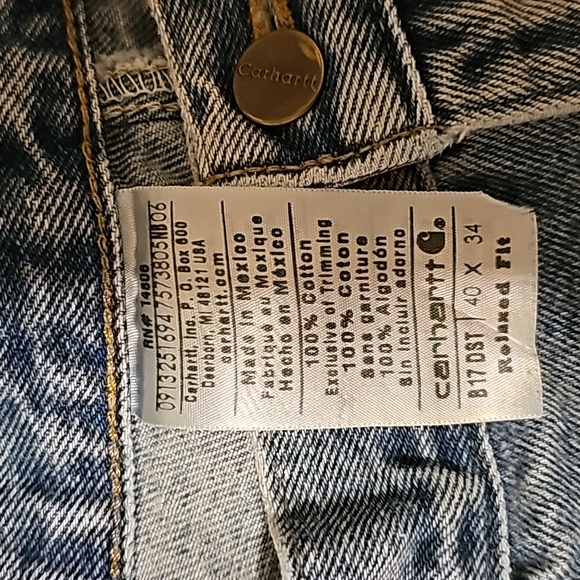 Carhartt
carhartt
B17 DST 40 X 34
Relaxed Fit
100% Cotton
Exclusive of Trimming
100% Coton
Sans garniture
100% Algodón
Sin incluir adorno
Made in Mexico
Fabriqué au Mexique
Hecho en México
RN# 14806
Carhartt, Inc. P. O. Box 600
Dearborn, MI 48121 USA
carhartt.com